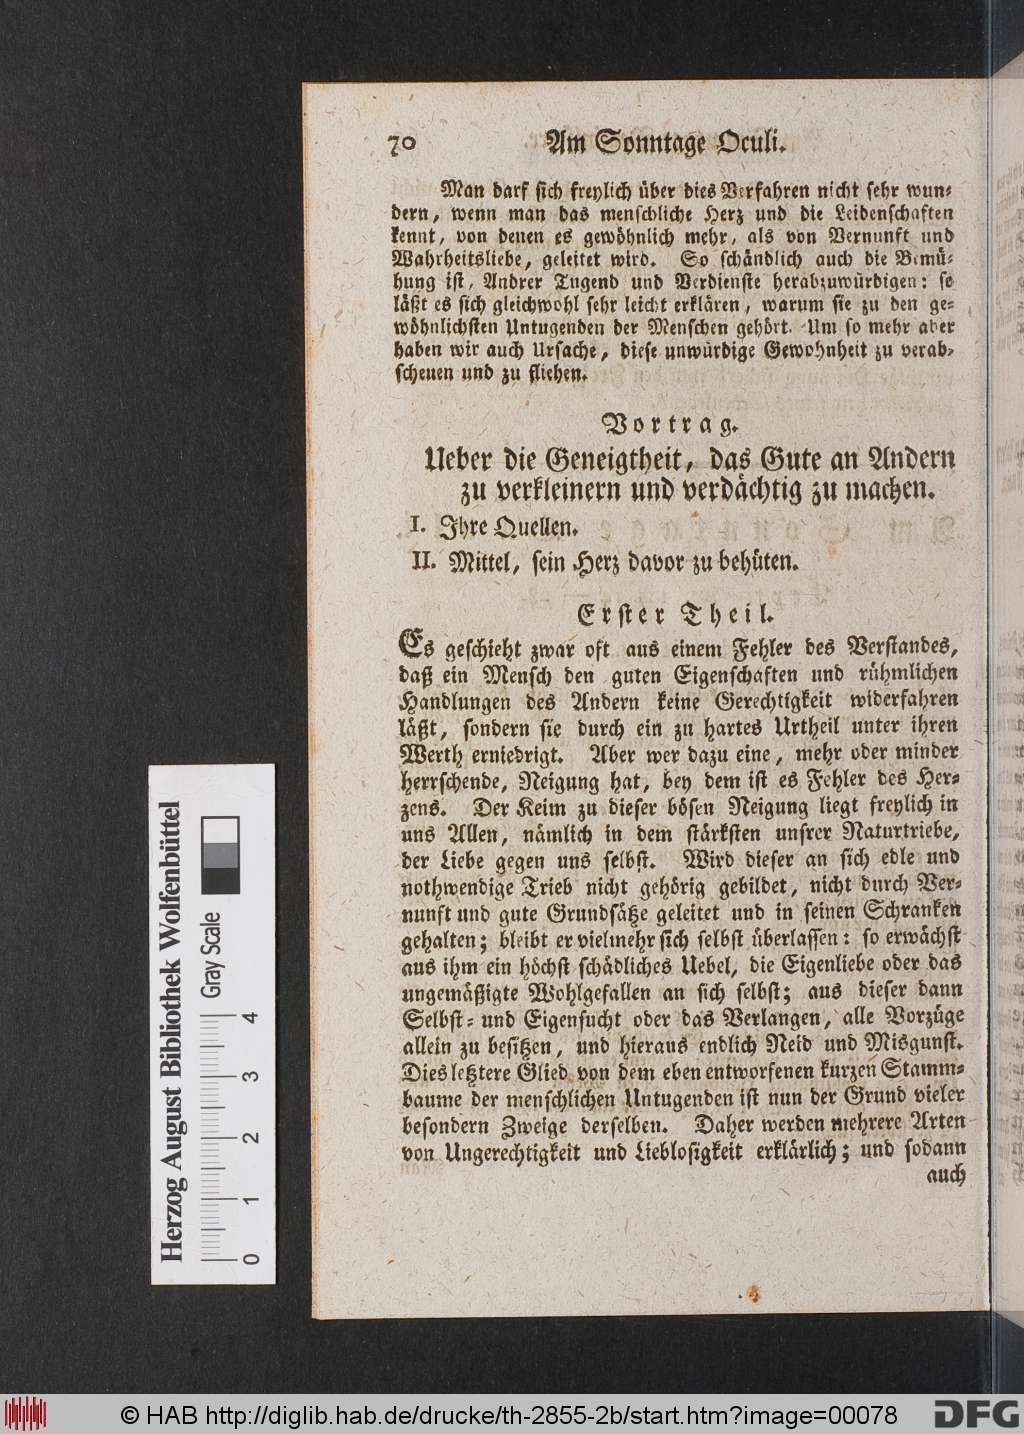 70 Am Sonntage Oculi.
Man darf sich freylich über dies Verfahren nicht sehr wun-
dern, wenn man das menschliche Herz und die Leidenschaften
kennt, von denen es gewöhnlich mehr, als von Vernunft und
Wahrheitsliebe, geleitet wird. So schändlich auch die Bemü-
hung ist, Andrer Tugend und Verdienste herabzuwürdigen: so
läßt es sich gleichwohl sehr leicht erklären, warum sie zu den ge-
wöhnlichsten Untugenden der Menschen gehört. Um so mehr aber
haben wir auch Ursache, diese unwürdige Gewohnheit zu verab-
scheuen und zu fliehen.
Vortrag.
Ueber die Geneigtheit, das Gute an Andern
zu verkleinern und verdächtig zu machen.
I. Ihre Quellen.
II. Mittel, sein Herz davor zu behüten.
Erster Theil.
Es geschieht zwar oft aus einem Fehler des Verstandes,
daß ein Mensch den guten Eigenschaften und rühmlichen
Handlungen des Andern keine Gerechtigkeit widerfahren
läßt, sondern sie durch ein zu hartes Urtheil unter ihren
Werth erniedrigt. Aber wer dazu eine, mehr oder minder
herrschende, Neigung hat, bey dem ist es Fehler des Her-
zens. Der Keim zu dieser bösen Neigung liegt freylich in
uns Allen, nämlich in dem stärksten unsrer Naturtriebe,
der Liebe gegen uns selbst. Wird dieser an sich edle und
nothwendige Trieb nicht gehörig gebildet, nicht durch Ver-
nunft und gute Grundsätze geleitet und in seinen Schranken
gehalten; bleibt er vielmehr sich selbst überlassen: so erwächst
aus ihm ein höchst schädliches Uebel, die Eigenliebe oder das
ungemäßigte Wohlgefallen an sich selbst; aus dieser dann
Selbst- und Eigensucht oder das Verlangen, alle Vorzüge
allein zu besitzen, und hieraus endlich Neid und Misgunst.
Dies letztere Glied von dem eben entworfenen kurzen Stamm-
baume der menschlichen Untugenden ist nun der Grund vieler
besondern Zweige derselben. Daher werden mehrere Arten
von Ungerechtigkeit und Lieblosigkeit erklärlich; und sodann
auch
Herzog August Bibliothek Wolfenbüttel
Gray Scale
0 1 2 3 4
© HAB http://diglib.hab.de/drucke/th-2855-2b/start.htm?image=00078
DFG